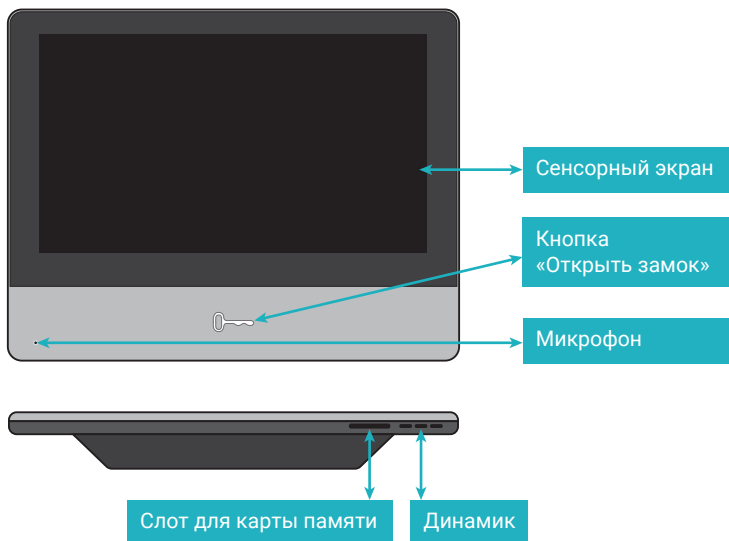 Сенсорный экран
Кнопка
«Открыть замок»
Микрофон
Слот для карты памяти
Динамик